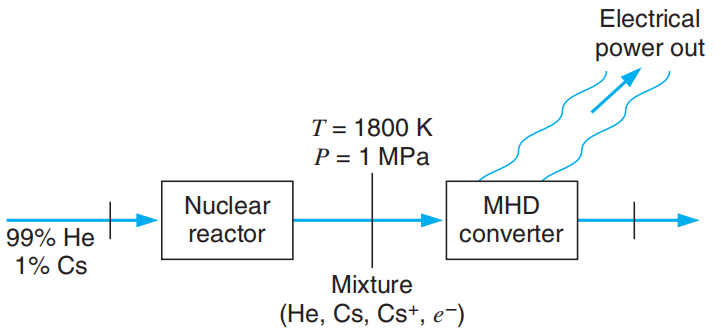 Electrical
power out
T = 1800 K
P = 1 MPa
Nuclear
reactor
MHD
converter
99% He
1% Cs
Mixture
(He, Cs, Cs⁺, e⁻)